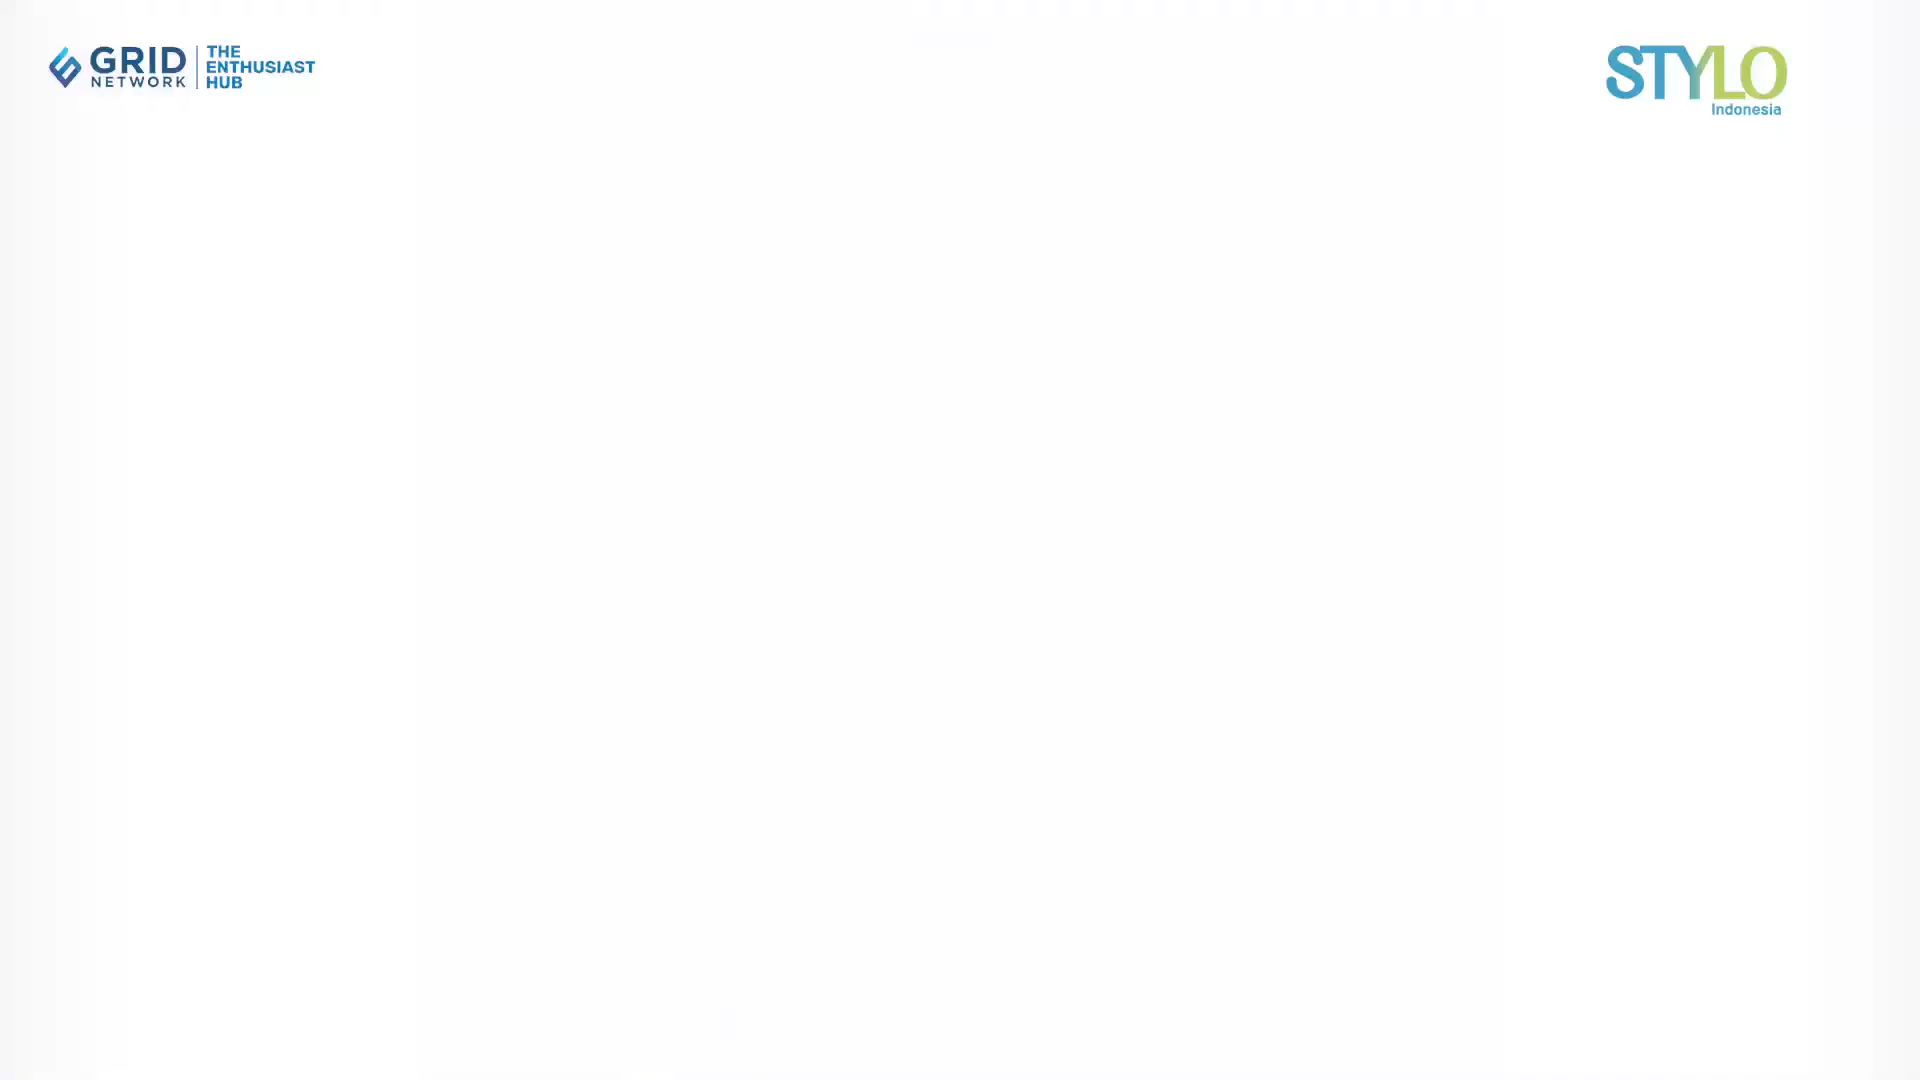 GRID
NETWORK
THE
ENTHUSIAST
HUB
STYLO
Indonesia